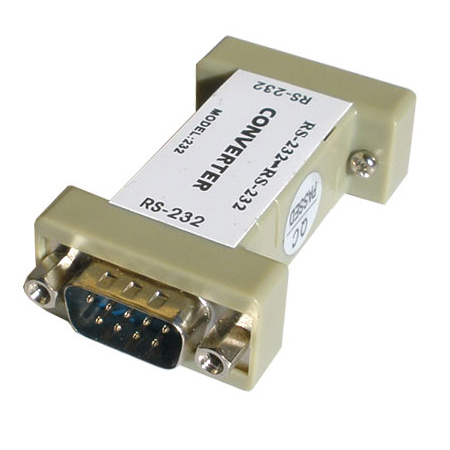 RS-232
RS-232⇔RS-232
CONVERTER
MODEL:232
RS-232
QC
PASSED